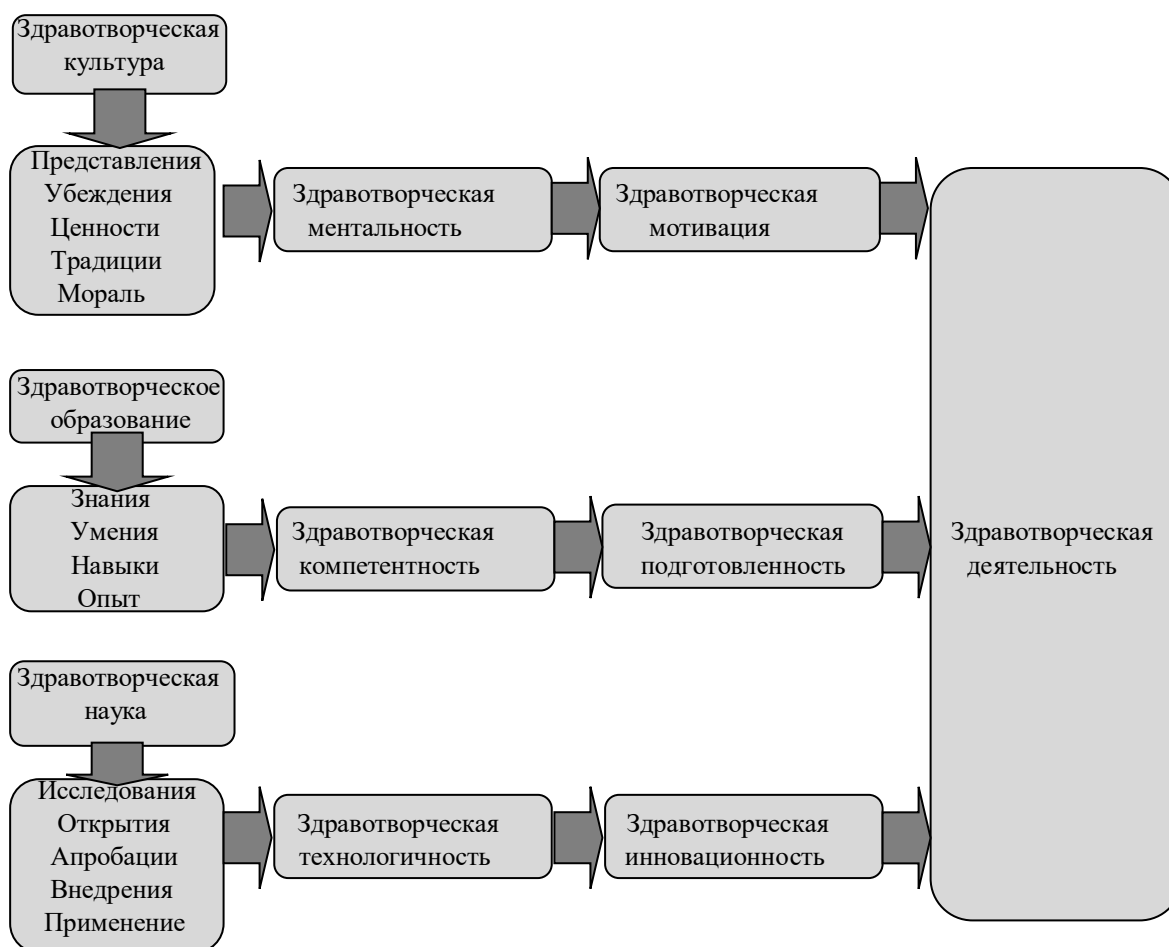 Здравотворческая
культура
Представления
Убеждения
Ценности
Традиции
Мораль
Здравотворческая
ментальность
Здравотворческая
мотивация
Здравотворческое
образование
Знания
Умения
Навыки
Опыт
Здравотворческая
компетентность
Здравотворческая
подготовленность
Здравотворческая
деятельность
Здравотворческая
наука
Исследования
Открытия
Апробации
Внедрения
Применение
Здравотворческая
технологичность
Здравотворческая
инновационность